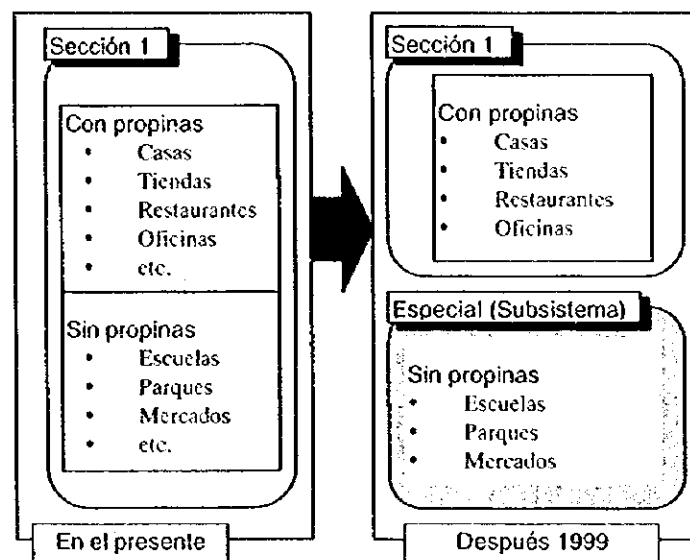 Sección 1
Con propinas
• Casas
• Tiendas
• Restaurantes
• Oficinas
• etc.
Sin propinas
• Escuelas
• Parques
• Mercados
• etc.
En el presente
Sección 1
Con propinas
• Casas
• Tiendas
• Restaurantes
• Oficinas
Especial (Subsistema)
Sin propinas
• Escuelas
• Parques
• Mercados
Después 1999